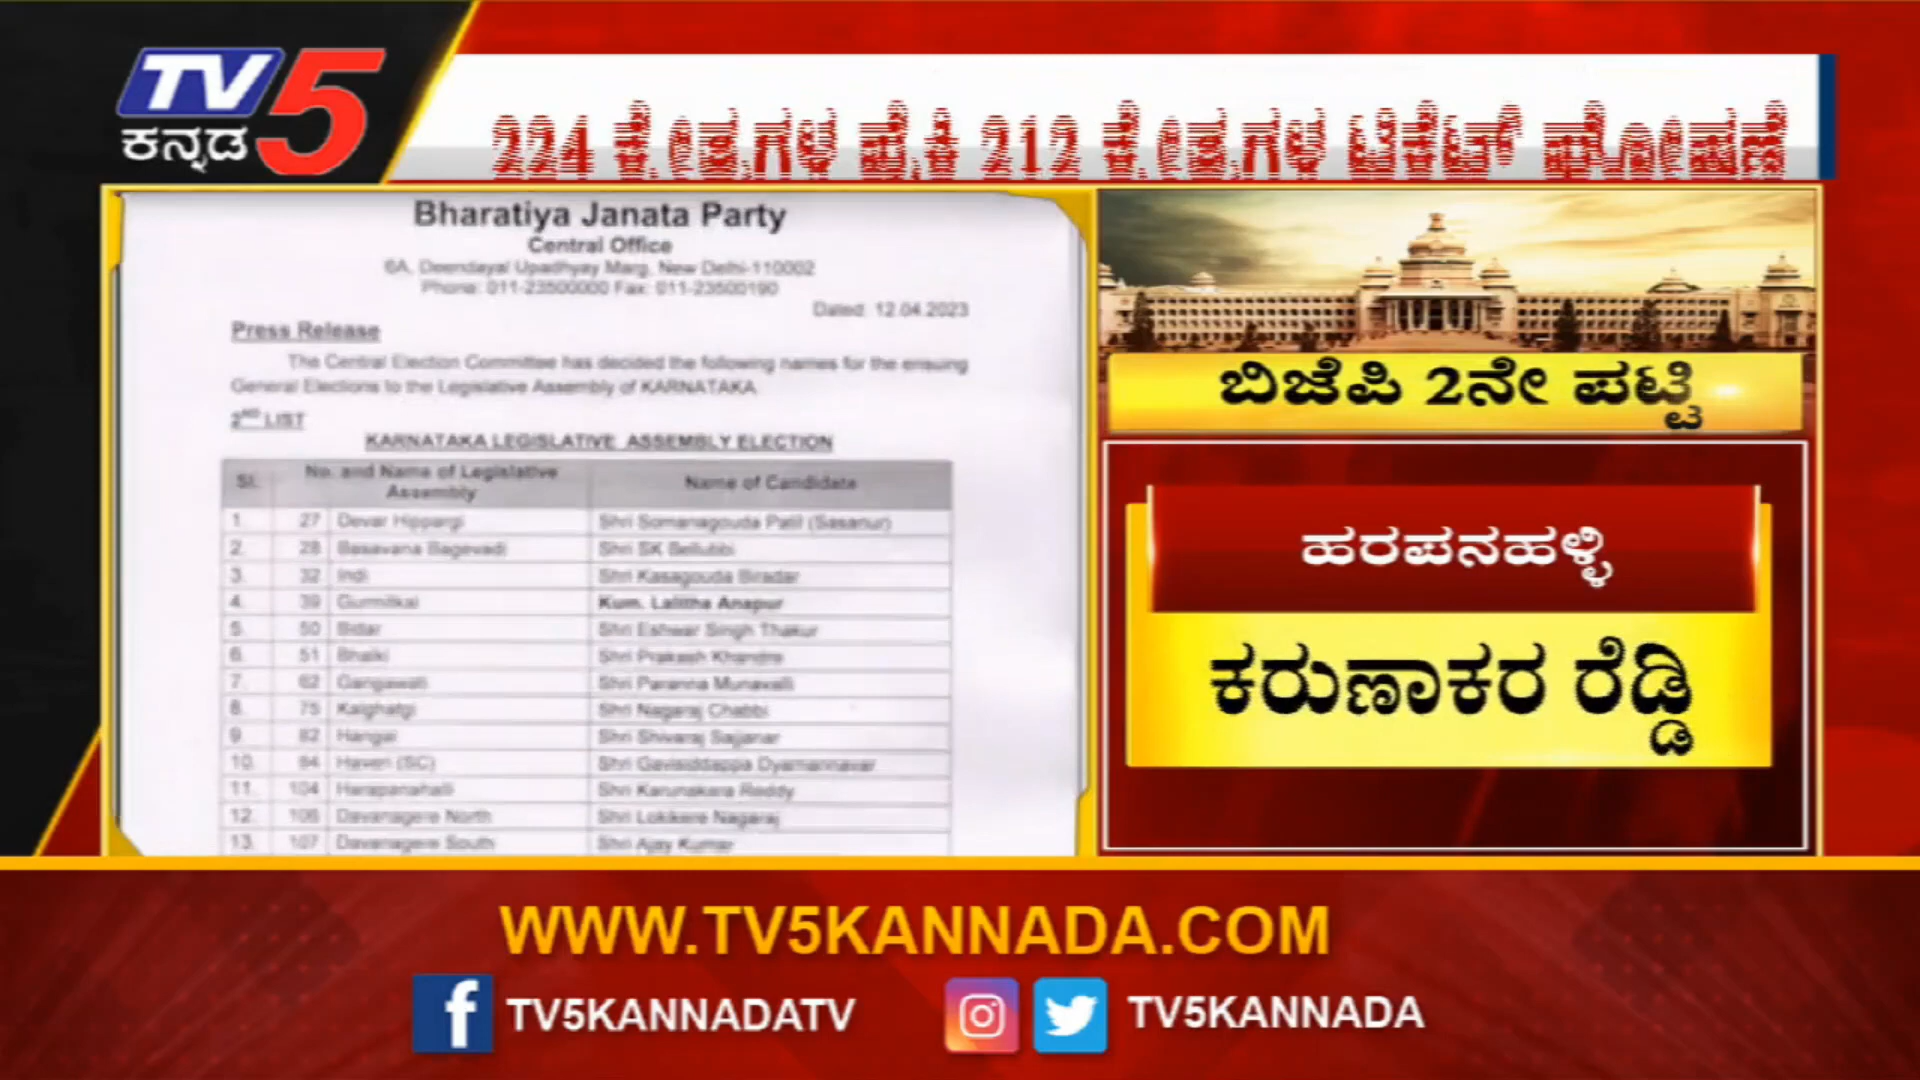 TV5
ಕನ್ನಡ
224 ಕ್ಷೇತ್ರಗಳ ಪೈಕಿ 212 ಕ್ಷೇತ್ರಗಳ ಟಿಕೆಟ್ ಘೋಷಣೆ
Bharatiya Janata Party
Central Office
6A, Deendayal Upadhyay Marg, New Delhi-110002
Phone: 011-23500000 Fax: 011-23500190
Dated: 12.04.2023
Press Release
The Central Election Committee has decided the following names for the ensuing
General Elections to the Legislative Assembly of KARNATAKA.
2ND LIST
KARNATAKA LEGISLATIVE ASSEMBLY ELECTION
Sl. No. and Name of Legislative Assembly Name of Candidate
1. 27 Devar Hippargi Shri Somanagouda Patil (Sasanur)
2. 28 Basavana Bagevadi Shri SK Bellubbi
3. 32 Indi Shri Kasagouda Biradar
4. 39 Gurmitkal Kum. Lalitha Anapur
5. 50 Bidar Shri Eshwar Singh Thakur
6. 51 Bhalki Shri Prakash Khandre
7. 62 Gangawati Shri Paranna Munavalli
8. 75 Kalghatgi Shri Nagaraj Chabbi
9. 82 Hangal Shri Shivaraj Sajjanar
10. 84 Haveri (SC) Shri Gavisiddappa Dyamannavar
11. 104 Harapanahalli Shri Karunakara Reddy
12. 106 Davanagere North Shri Lokikere Nagaraj
13. 107 Davanagere South Shri Ajay Kumar
ಬಿಜೆಪಿ 2ನೇ ಪಟ್ಟಿ
ಹರಪನಹಳ್ಳಿ
ಕರುಣಾಕರ ರೆಡ್ಡಿ
WWW.TV5KANNADA.COM
TV5KANNADATV
TV5KANNADA